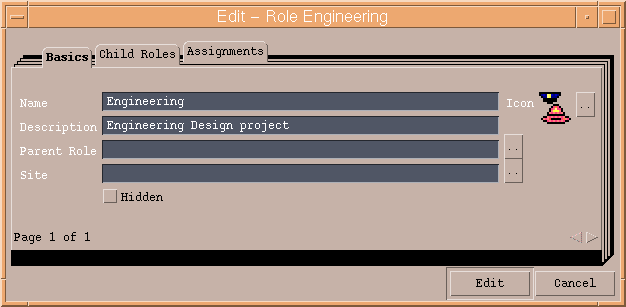 Edit – Role Engineering
Basics Child Roles Assignments
Name Engineering Icon ..
Description Engineering Design project
Parent Role ..
Site ..
Hidden
Page 1 of 1
Edit Cancel